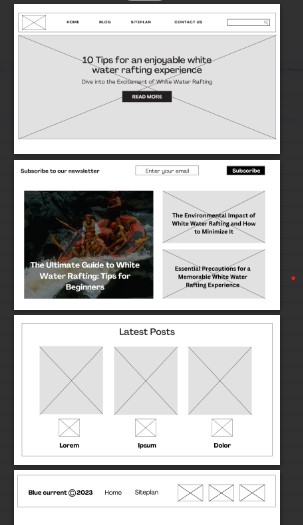 HOME BLOG SITEPLAN CONTACT US
10 Tips for an enjoyable white
water rafting experience
Dive into the Excitement of White Water Rafting
READ MORE
Subscribe to our newsletter Enter your email Subscribe
The Ultimate Guide to White
Water Rafting: Tips for
Beginners
The Environmental Impact of
White Water Rafting and How
to Minimize It
Essential Precautions for a
Memorable White Water
Rafting Experience
Latest Posts
Lorem Ipsum Dolor
Blue current ©2023 Home Siteplan